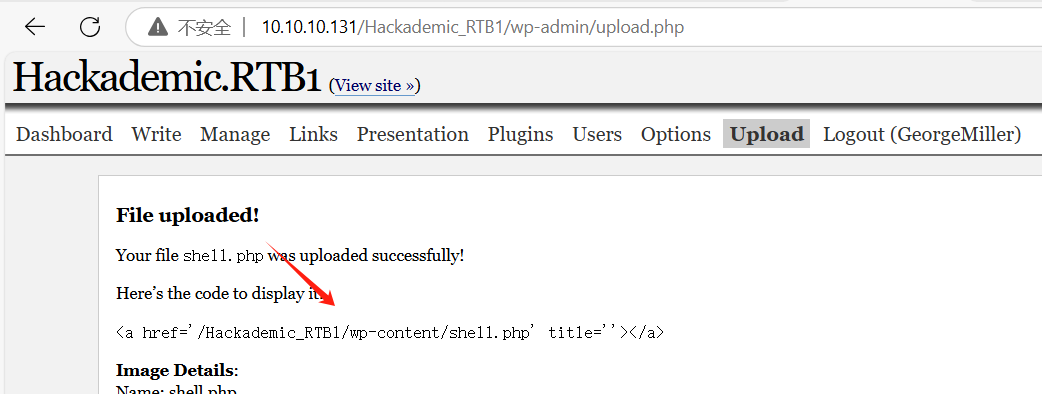 不安全 | 10.10.10.131/Hackademic_RTB1/wp-admin/upload.php
Hackademic.RTB1 (View site »)
Dashboard Write Manage Links Presentation Plugins Users Options Upload Logout (GeorgeMiller)
File uploaded!
Your file shell.php was uploaded successfully!
Here’s the code to display it
<a href='/Hackademic_RTB1/wp-content/shell.php' title=''></a>
Image Details:
Name: shell.php